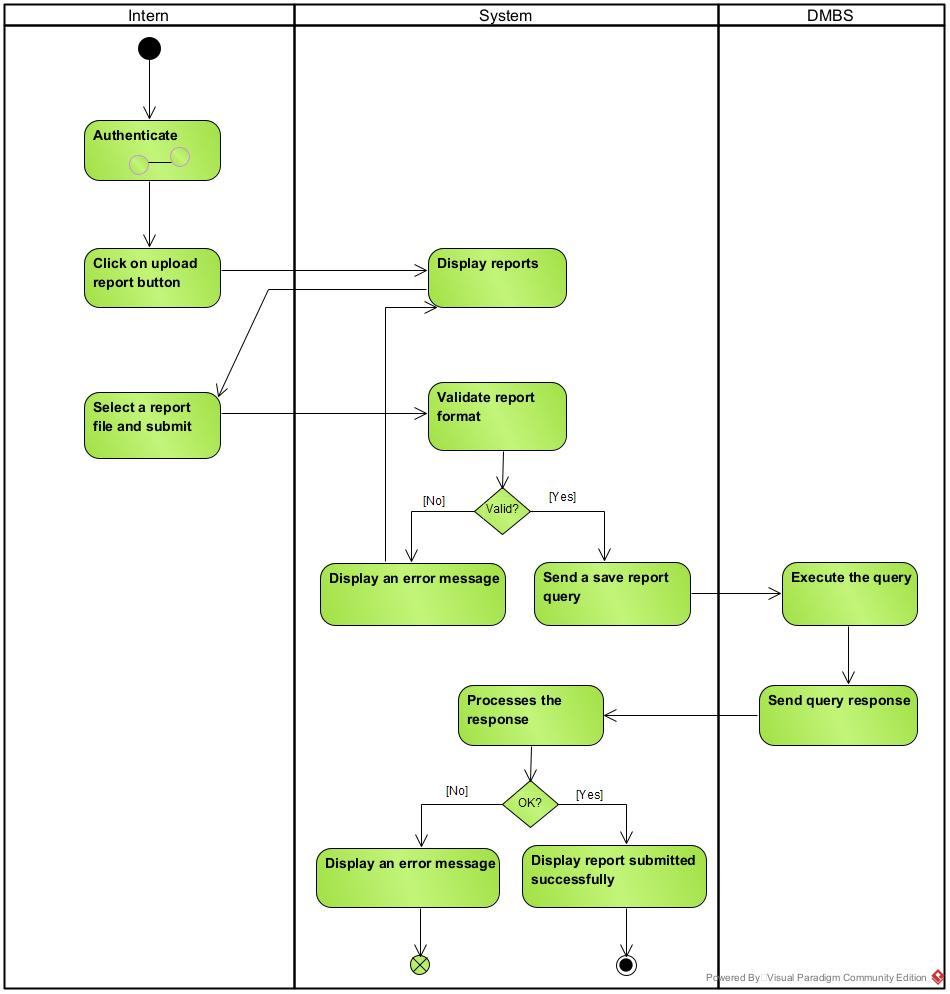 Intern
System
DMBS
Authenticate
Click on upload
report button
Display reports
Select a report
file and submit
Validate report
format
Valid?
[No]
[Yes]
Display an error message
Send a save report
query
Execute the query
Send query response
Processes the
response
OK?
[No]
[Yes]
Display an error message
Display report submitted
successfully
Powered By Visual Paradigm Community Edition